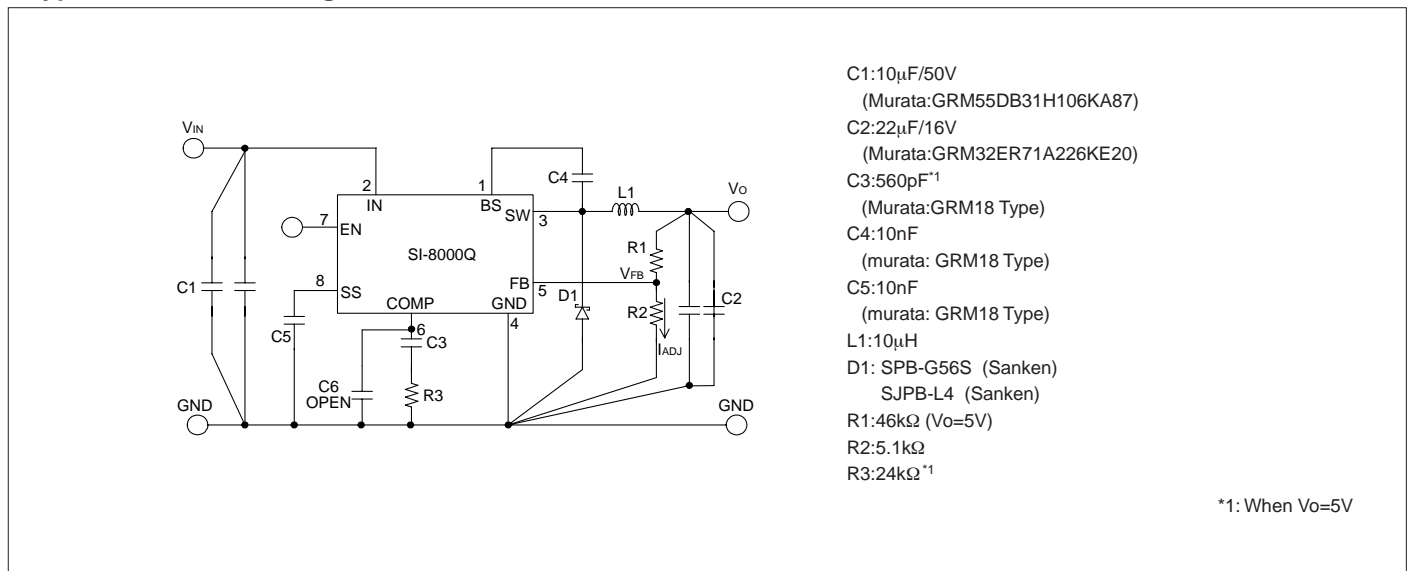 VIN
C1
GND
2
IN
7
EN
8
SS
C5
SI-8000Q
COMP
6
C3
C6
OPEN
R3
1
BS
C4
SW
3
L1
VO
FB
5
VFB
GND
4
D1
R1
R2
IADJ
C2
GND
C1:10μF/50V
(Murata:GRM55DB31H106KA87)
C2:22μF/16V
(Murata:GRM32ER71A226KE20)
C3:560pF*1
(Murata:GRM18 Type)
C4:10nF
(murata: GRM18 Type)
C5:10nF
(murata: GRM18 Type)
L1:10μH
D1: SPB-G56S (Sanken)
SJPB-L4 (Sanken)
R1:46kΩ (Vo=5V)
R2:5.1kΩ
R3:24kΩ*1
*1: When Vo=5V